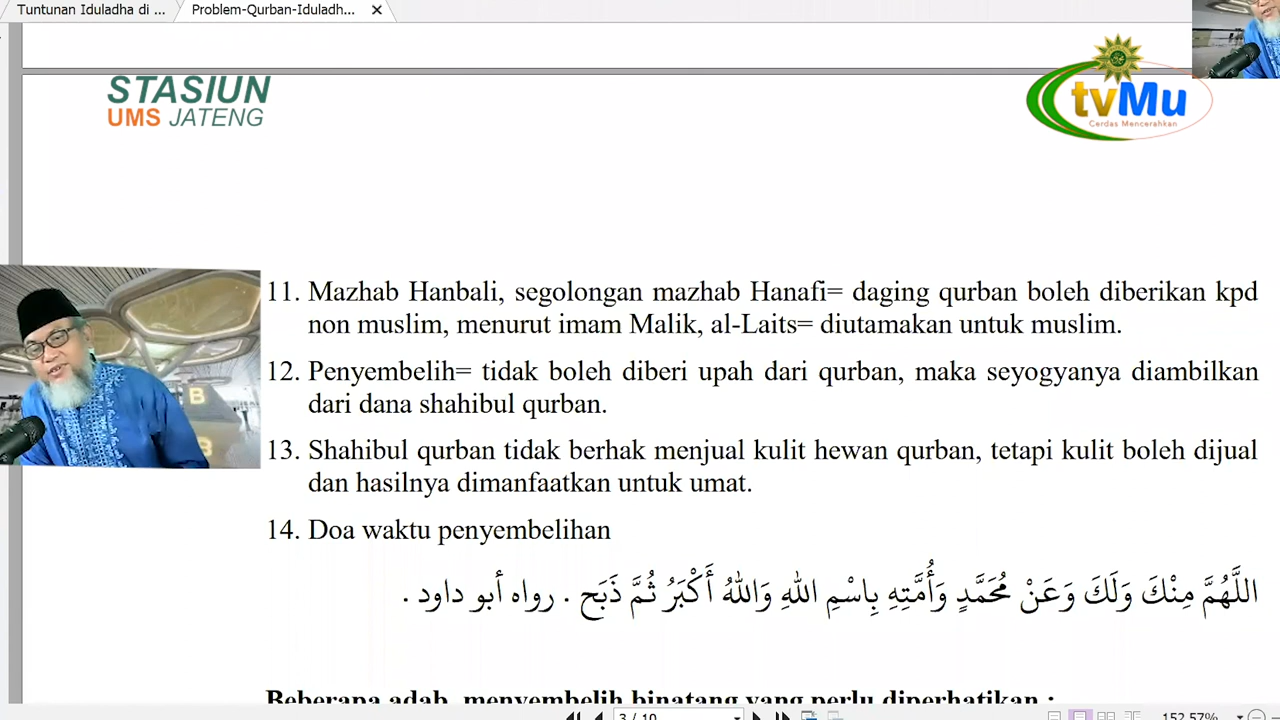 Tuntunan Iduladha di ...
Problem-Qurban-Iduladh...
STASIUN
UMS JATENG
tvMu
Cerdas Mencerahkan
11. Mazhab Hanbali, segolongan mazhab Hanafi= daging qurban boleh diberikan kpd
non muslim, menurut imam Malik, al-Laits= diutamakan untuk muslim.
12. Penyembelih= tidak boleh diberi upah dari qurban, maka seyogyanya diambilkan
dari dana shahibul qurban.
13. Shahibul qurban tidak berhak menjual kulit hewan qurban, tetapi kulit boleh dijual
dan hasilnya dimanfaatkan untuk umat.
14. Doa waktu penyembelihan
اللَّهُمَّ مِنْكَ وَلَكَ وَعَنْ مُحَمَّدٍ وَأُمَّتِهِ بِاسْمِ اللهِ وَاللهُ أَكْبَرُ ثُمَّ ذَبَح . رواه أبو داود .
Beberapa adab menyembelih binatang yang perlu diperhatikan :
3 / 10
152,57%